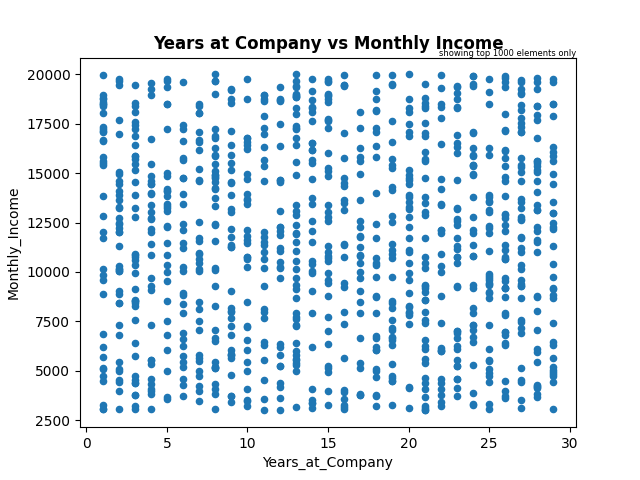 Years at Company vs Monthly Income
showing top 1000 elements only
20000
17500
15000
12500
10000
7500
5000
2500
Monthly_Income
0 5 10 15 20 25 30
Years_at_Company